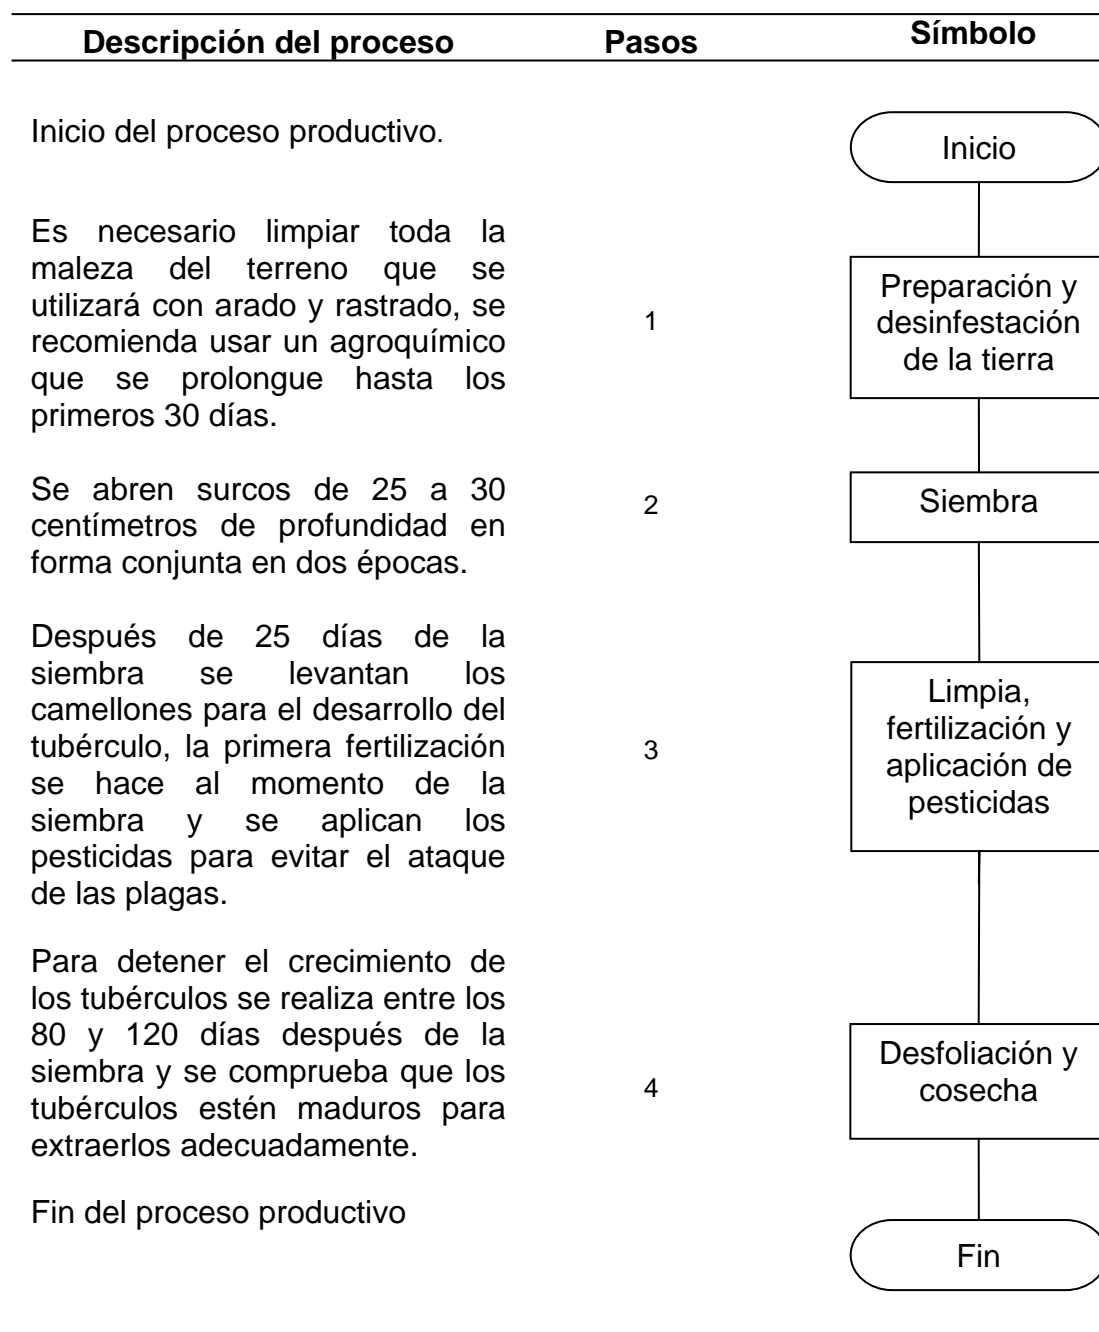 Descripción del proceso Pasos Símbolo
Inicio del proceso productivo.
Inicio
Es necesario limpiar toda la
maleza del terreno que se
utilizará con arado y rastrado, se
recomienda usar un agroquímico
que se prolongue hasta los
primeros 30 días.
1
Preparación y
desinfestación
de la tierra
Se abren surcos de 25 a 30
centímetros de profundidad en
forma conjunta en dos épocas.
2
Siembra
Después de 25 días de la
siembra se levantan los
camellones para el desarrollo del
tubérculo, la primera fertilización
se hace al momento de la
siembra y se aplican los
pesticidas para evitar el ataque
de las plagas.
3
Limpia,
fertilización y
aplicación de
pesticidas
Para detener el crecimiento de
los tubérculos se realiza entre los
80 y 120 días después de la
siembra y se comprueba que los
tubérculos estén maduros para
extraerlos adecuadamente.
4
Desfoliación y
cosecha
Fin del proceso productivo
Fin